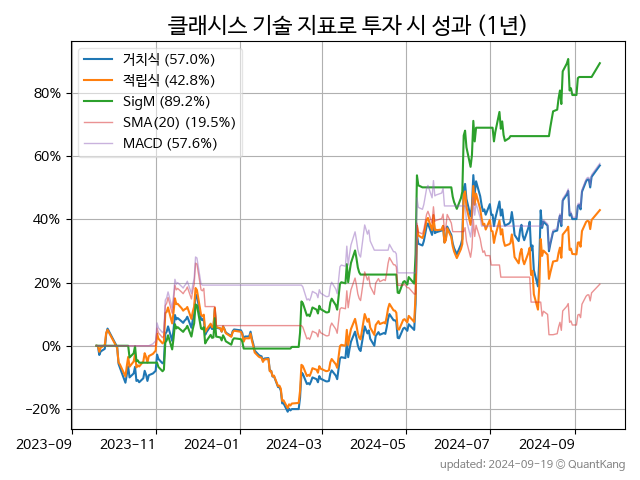 클래시스 기술 지표로 투자 시 성과 (1년)
거치식 (57.0%)
적립식 (42.8%)
SigM (89.2%)
SMA(20) (19.5%)
MACD (57.6%)
80%
60%
40%
20%
0%
−20%
2023-09 2023-11 2024-01 2024-03 2024-05 2024-07 2024-09
updated: 2024-09-19 © QuantKang